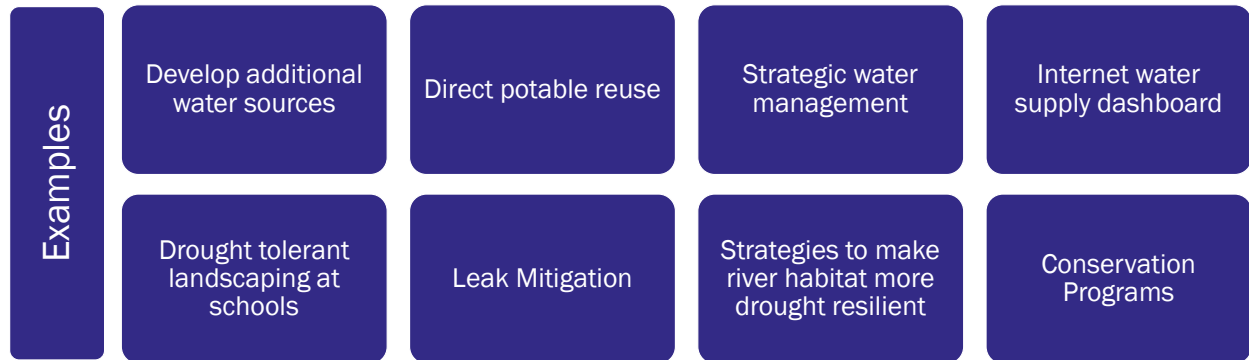 Examples
Develop additional
water sources
Direct potable reuse
Strategic water
management
Internet water
supply dashboard
Drought tolerant
landscaping at
schools
Leak Mitigation
Strategies to make
river habitat more
drought resilient
Conservation
Programs